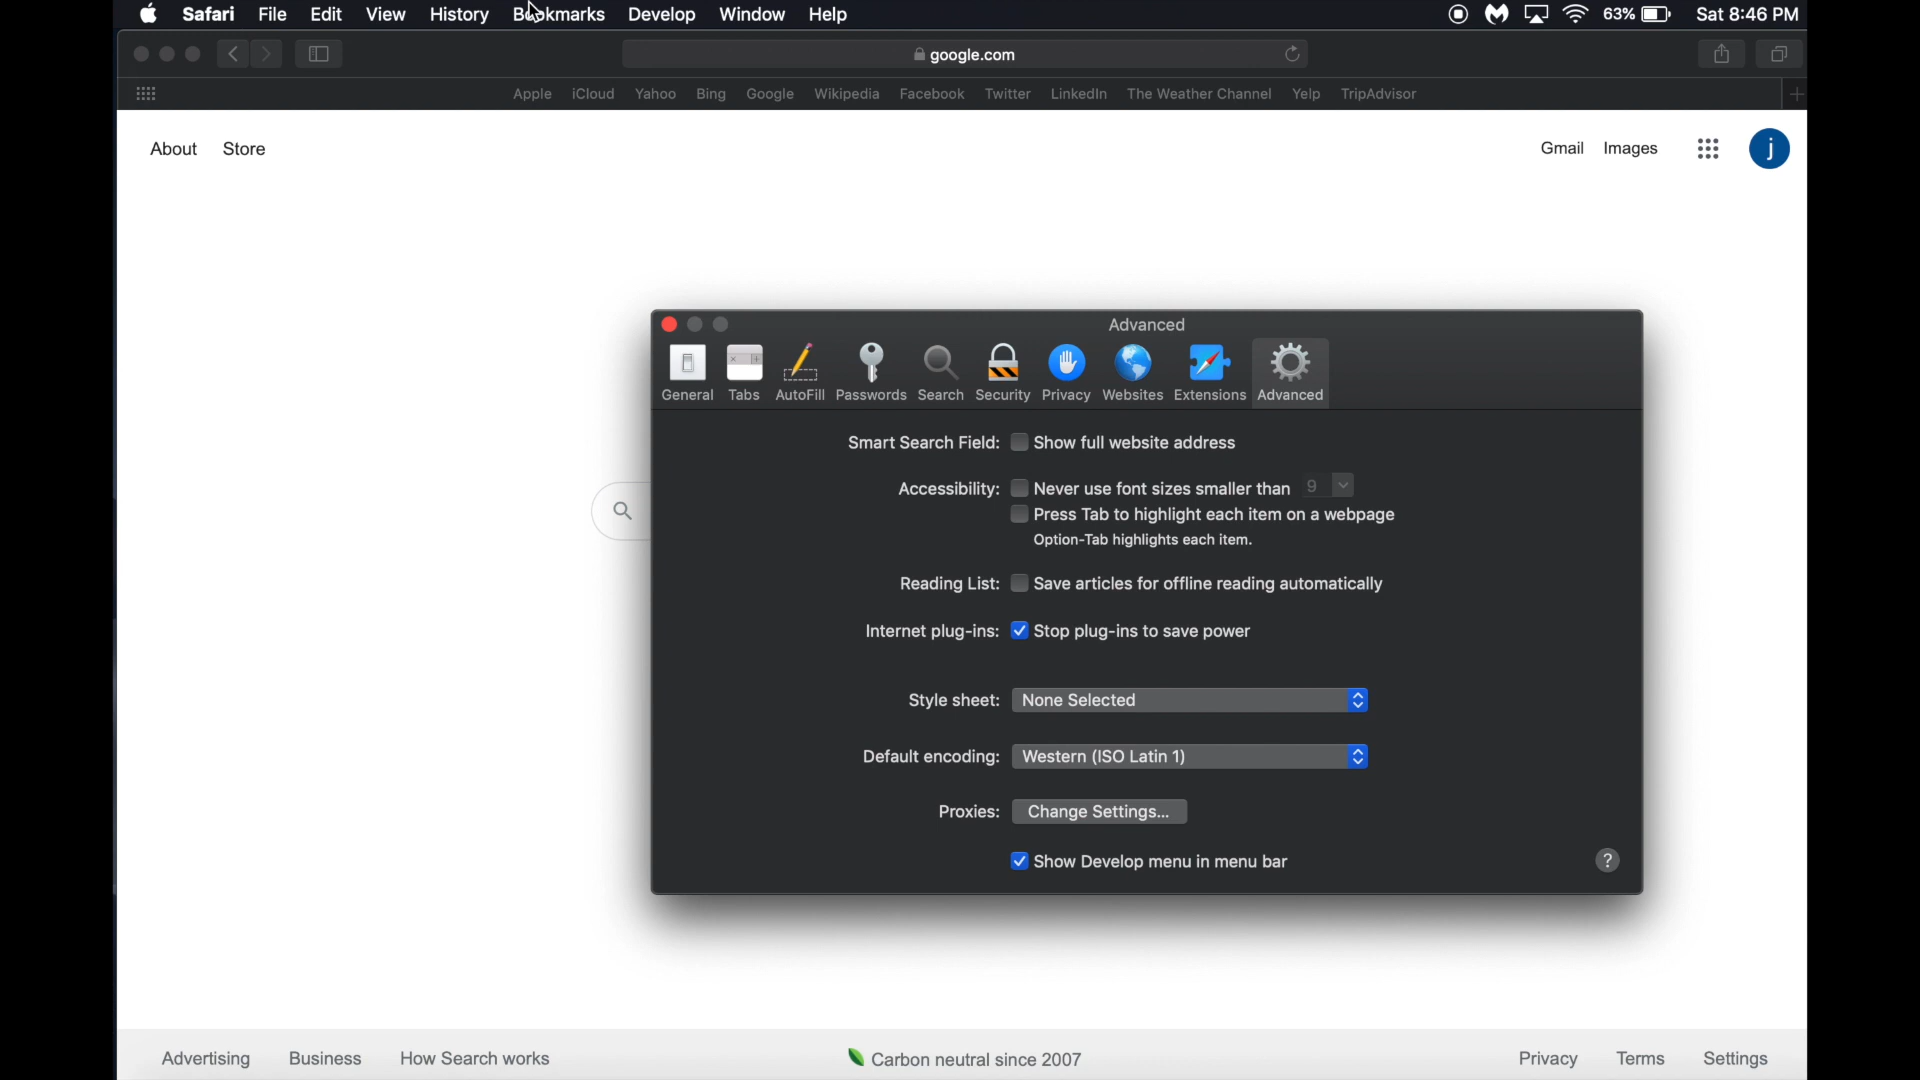 Safari File Edit View History Bookmarks Develop Window Help 63% Sat 8:46 PM
google.com
Apple iCloud Yahoo Bing Google Wikipedia Facebook Twitter LinkedIn The Weather Channel Yelp TripAdvisor
About Store Gmail Images j
Advanced
General Tabs AutoFill Passwords Search Security Privacy Websites Extensions Advanced
Smart Search Field: Show full website address
Accessibility: Never use font sizes smaller than 9
Press Tab to highlight each item on a webpage
Option-Tab highlights each item.
Reading List: Save articles for offline reading automatically
Internet plug-ins: Stop plug-ins to save power
Style sheet: None Selected
Default encoding: Western (ISO Latin 1)
Proxies: Change Settings...
Show Develop menu in menu bar ?
Advertising Business How Search works Carbon neutral since 2007 Privacy Terms Settings